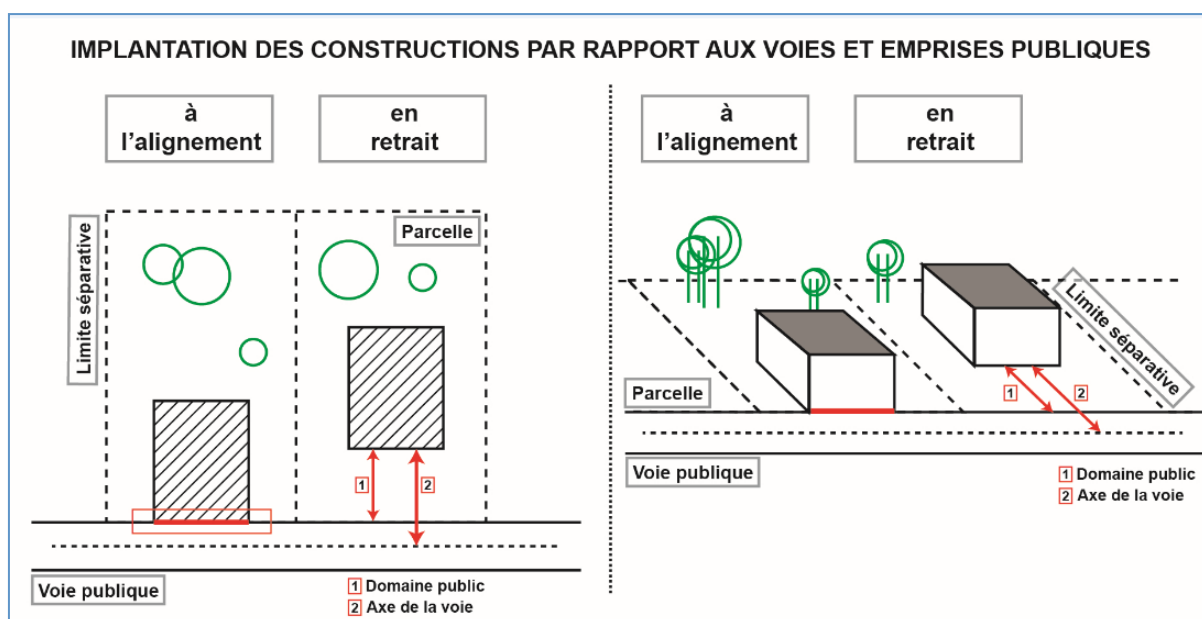 IMPLANTATION DES CONSTRUCTIONS PAR RAPPORT AUX VOIES ET EMPRISES PUBLIQUES
à
l'alignement
en
retrait
Limite séparative
Parcelle
1
2
Voie publique
1 Domaine public
2 Axe de la voie
à
l'alignement
en
retrait
Limite séparative
Parcelle
1
2
Voie publique
1 Domaine public
2 Axe de la voie